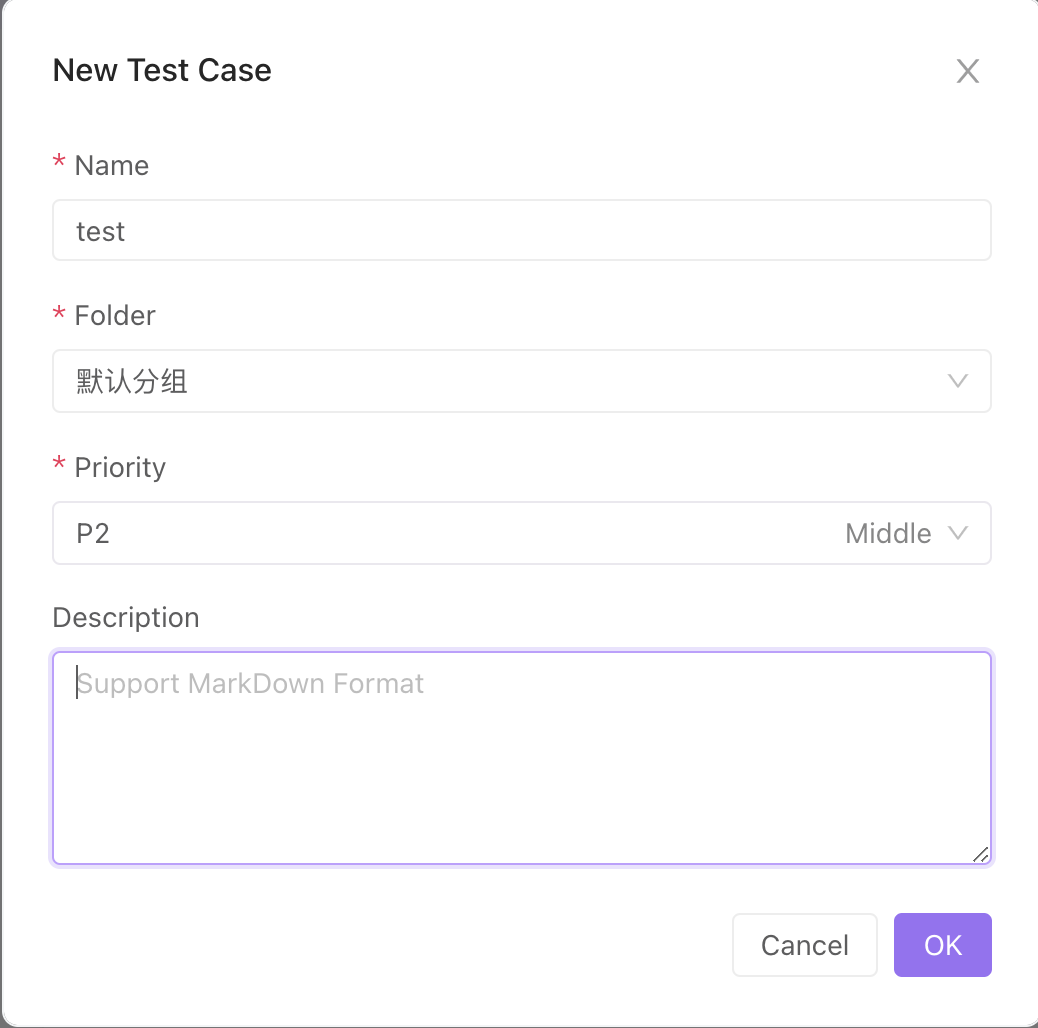 New Test Case
* Name
test
* Folder
默认分组
* Priority
P2 Middle
Description
Support MarkDown Format
Cancel OK